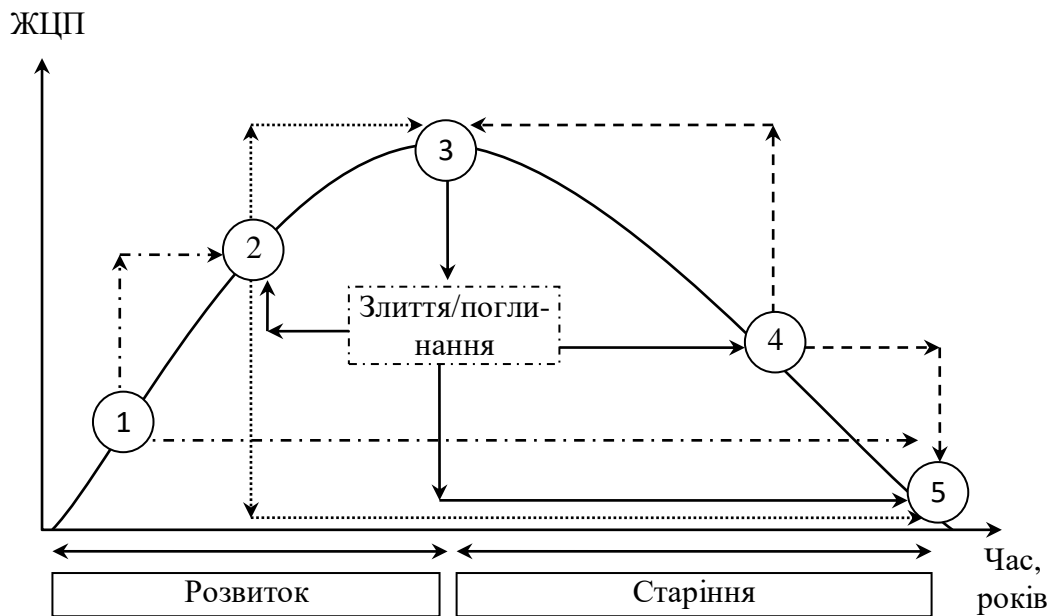 ЖЦП
3
2
Злиття/погли-
нання
4
1
5
Час,
років
Розвиток
Старіння